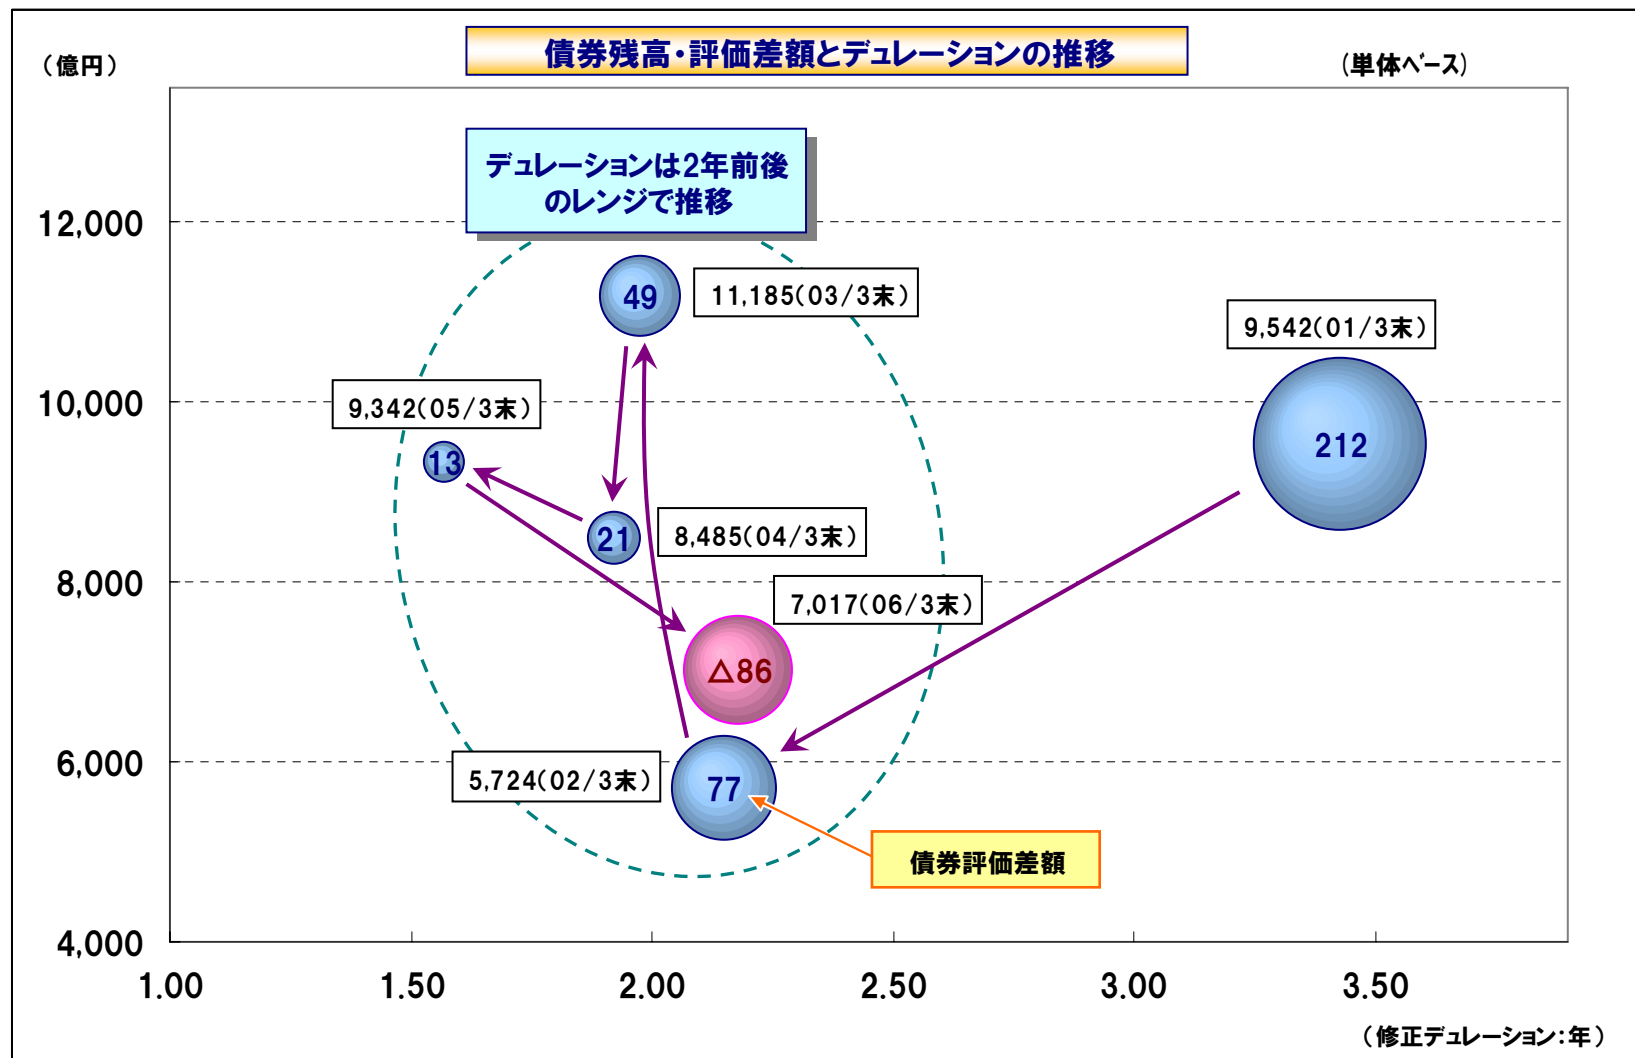 債券残高・評価差額とデュレーションの推移
（億円）
（単体ベース）
デュレーションは2年前後
のレンジで推移
12,000
49
11,185（03/3末）
9,542（01/3末）
10,000
9,342（05/3末）
212
13
21
8,485（04/3末）
8,000
7,017（06/3末）
△86
6,000
5,724（02/3末）
77
債券評価差額
4,000
1.00
1.50
2.00
2.50
3.00
3.50
（修正デュレーション：年）